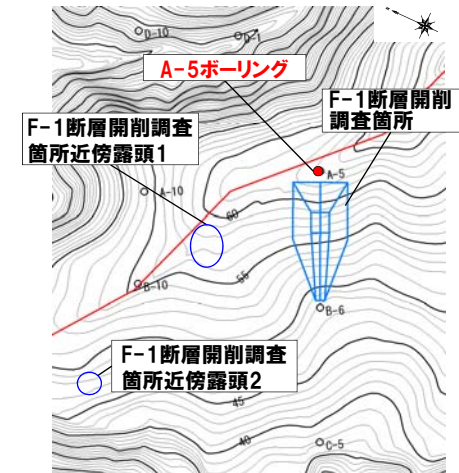 D-10
D-1
A-5ボーリング
F-1断層開削
調査箇所
F-1断層開削調査
箇所近傍露頭1
A-5
A-10
60
55
B-10
B-6
F-1断層開削調査
箇所近傍露頭2
45
40
C-5